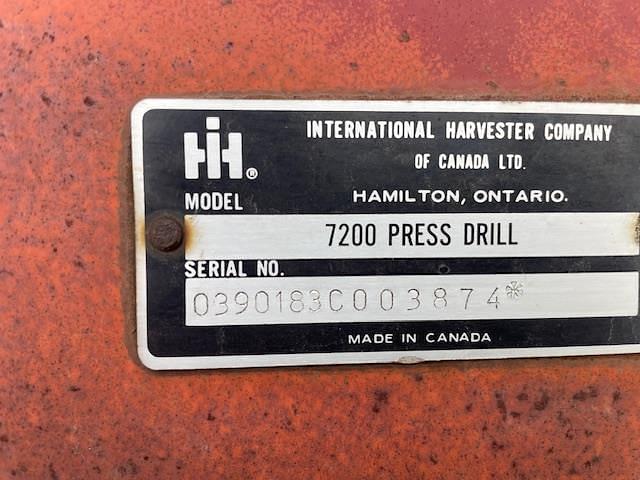 IH®
INTERNATIONAL HARVESTER COMPANY
OF CANADA LTD.
HAMILTON, ONTARIO.
MODEL
7200 PRESS DRILL
SERIAL NO.
0390183C003874*
MADE IN CANADA